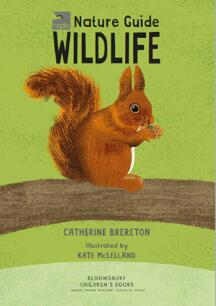 Nature Guide
WILDLIFE
CATHERINE BRERETON
Illustrated by
KATE McLELLAND
BLOOMSBURY
CHILDREN'S BOOKS